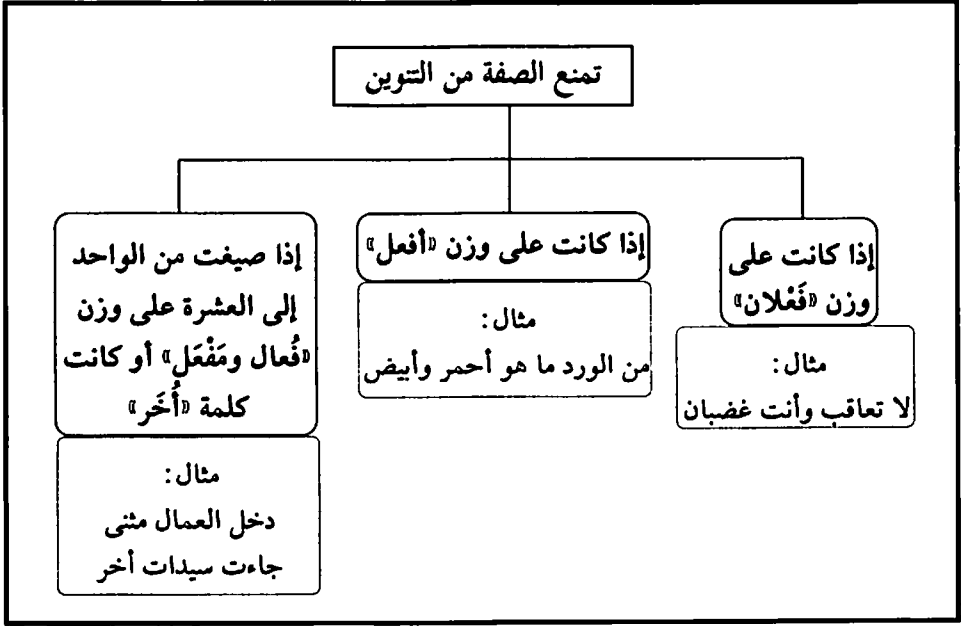 تمنع الصفة من التنوين
إذا كانت على
وزن «فَعْلان»
مثال:
لا تعاقب وأنت غضبان
إذا كانت على وزن «أفعل»
مثال:
من الورد ما هو أحمر وأبيض
إذا صيغت من الواحد
إلى العشرة على وزن
«فُعال ومَفْعَل» أو كانت
كلمة «أُخَر»
مثال:
دخل العمال مثنى
جاءت سيدات أخر